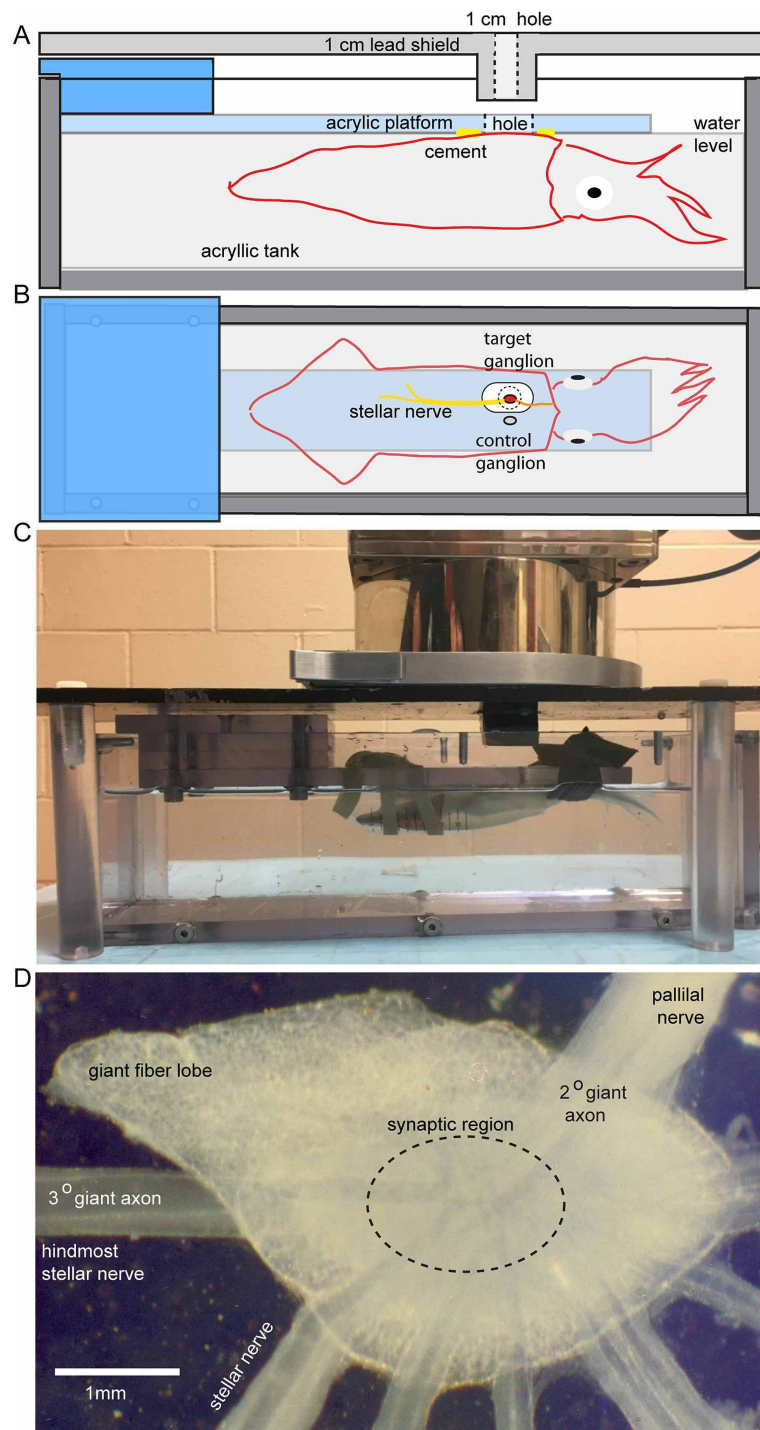 A
1 cm hole
1 cm lead shield
acrylic platform
hole
water
level
cement
acryllic tank
B
target
ganglion
stellar nerve
control
ganglion
C
D
pallilal
nerve
giant fiber lobe
2o giant
axon
synaptic region
3o giant axon
hindmost
stellar nerve
stellar nerve
1mm